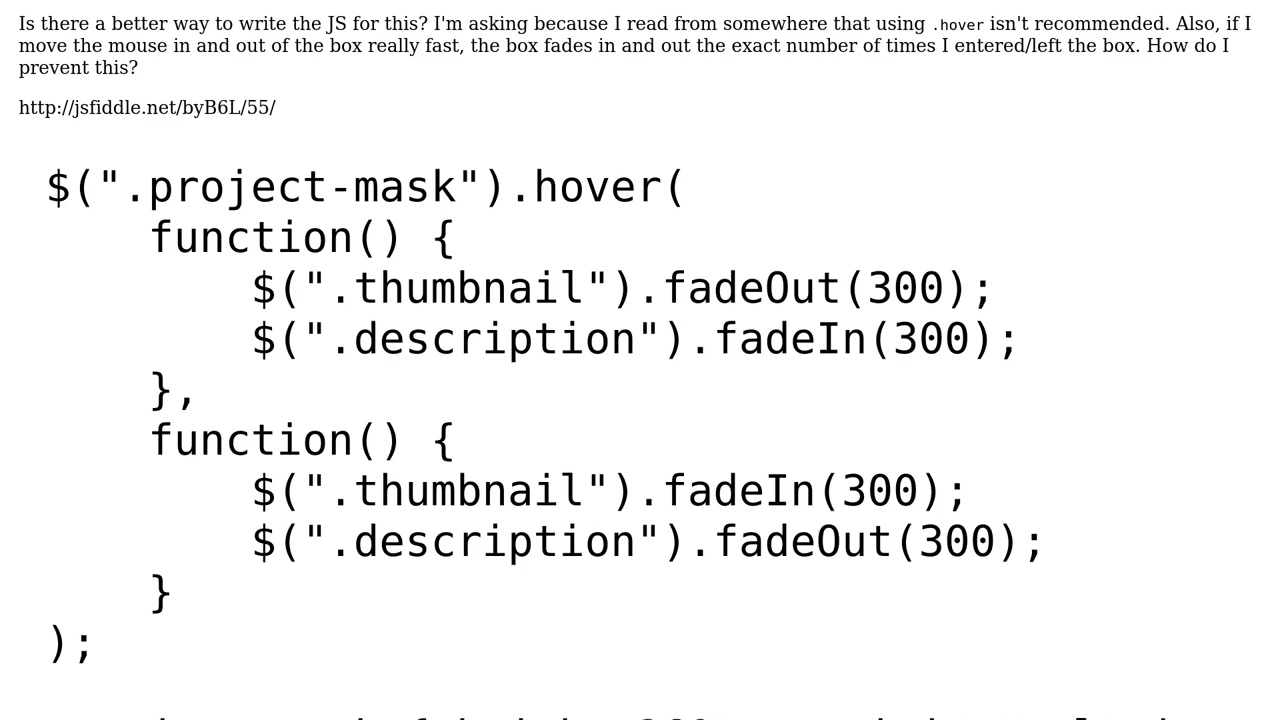 Is there a better way to write the JS for this? I'm asking because I read from somewhere that using .hover isn't recommended. Also, if I
move the mouse in and out of the box really fast, the box fades in and out the exact number of times I entered/left the box. How do I
prevent this?
http://jsfiddle.net/byB6L/55/
$(".project-mask").hover(
function() {
$(".thumbnail").fadeOut(300);
$(".description").fadeIn(300);
},
function() {
$(".thumbnail").fadeIn(300);
$(".description").fadeOut(300);
}
);